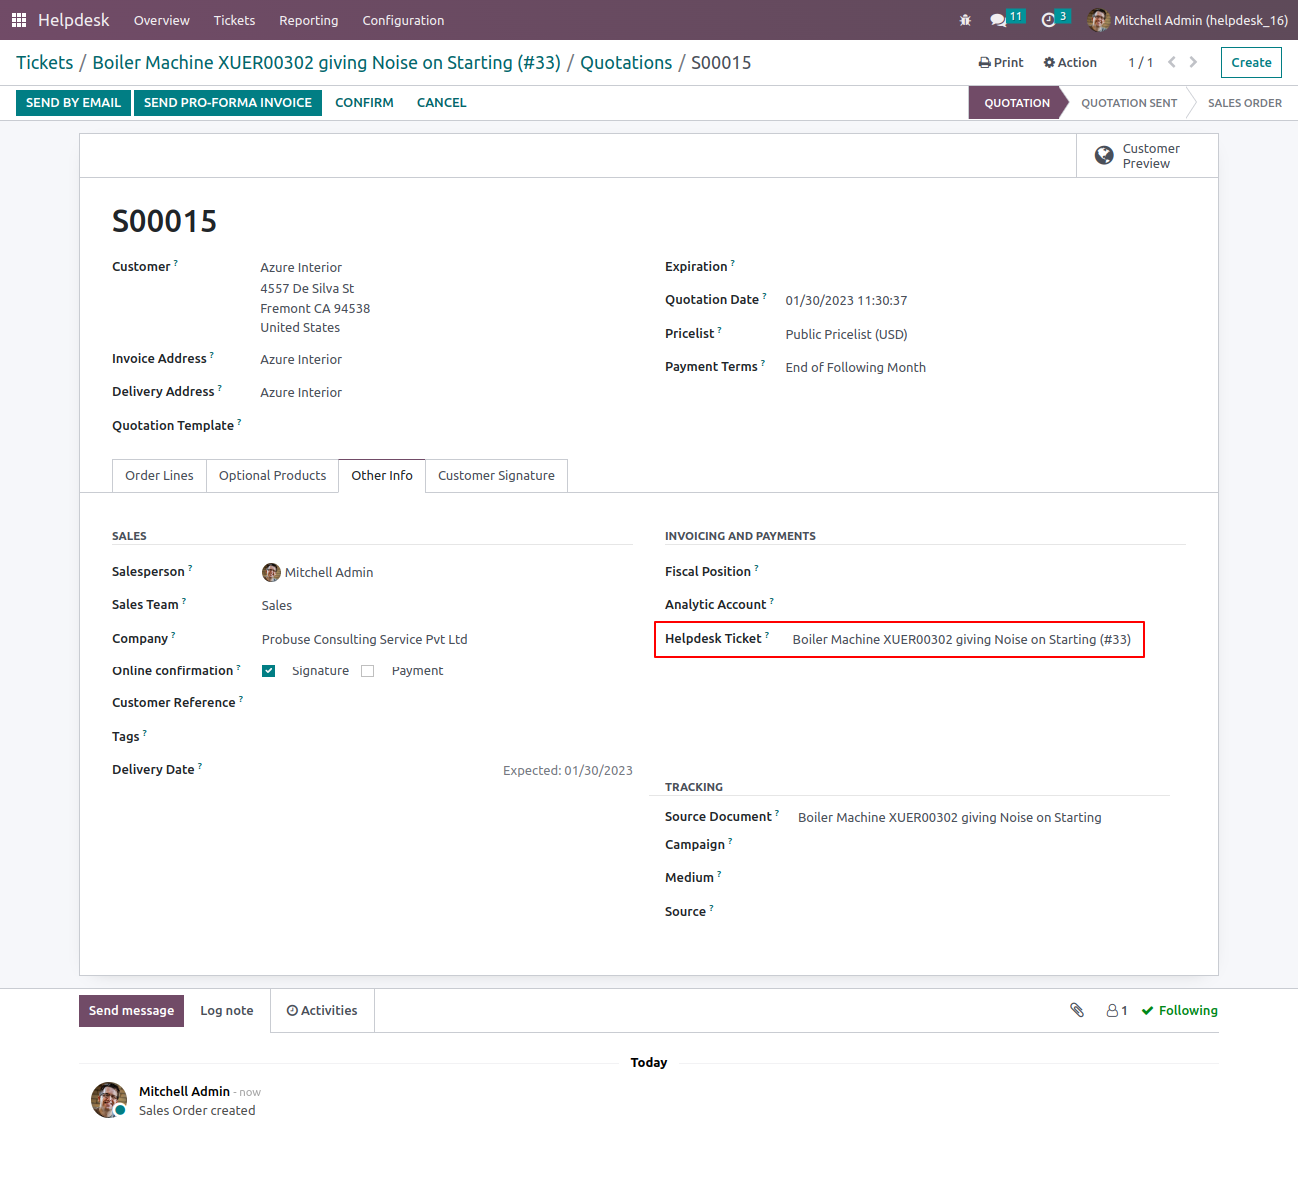 Helpdesk Overview Tickets Reporting Configuration 11 3 Mitchell Admin (helpdesk_16)
Tickets / Boiler Machine XUER00302 giving Noise on Starting (#33) / Quotations / S00015 Print Action 1 / 1 Create
SEND BY EMAIL SEND PRO-FORMA INVOICE CONFIRM CANCEL QUOTATION QUOTATION SENT SALES ORDER
Customer
Preview
S00015
Customer ? Azure Interior
4557 De Silva St
Fremont CA 94538
United States
Invoice Address ? Azure Interior
Delivery Address ? Azure Interior
Quotation Template ?
Expiration ?
Quotation Date ? 01/30/2023 11:30:37
Pricelist ? Public Pricelist (USD)
Payment Terms ? End of Following Month
Order Lines Optional Products Other Info Customer Signature
SALES
Salesperson ? Mitchell Admin
Sales Team ? Sales
Company ? Probuse Consulting Service Pvt Ltd
Online confirmation ? Signature Payment
Customer Reference ?
Tags ?
Delivery Date ? Expected: 01/30/2023
INVOICING AND PAYMENTS
Fiscal Position ?
Analytic Account ?
Helpdesk Ticket ? Boiler Machine XUER00302 giving Noise on Starting (#33)
TRACKING
Source Document ? Boiler Machine XUER00302 giving Noise on Starting
Campaign ?
Medium ?
Source ?
Send message Log note Activities 1 Following
Today
Mitchell Admin - now
Sales Order created